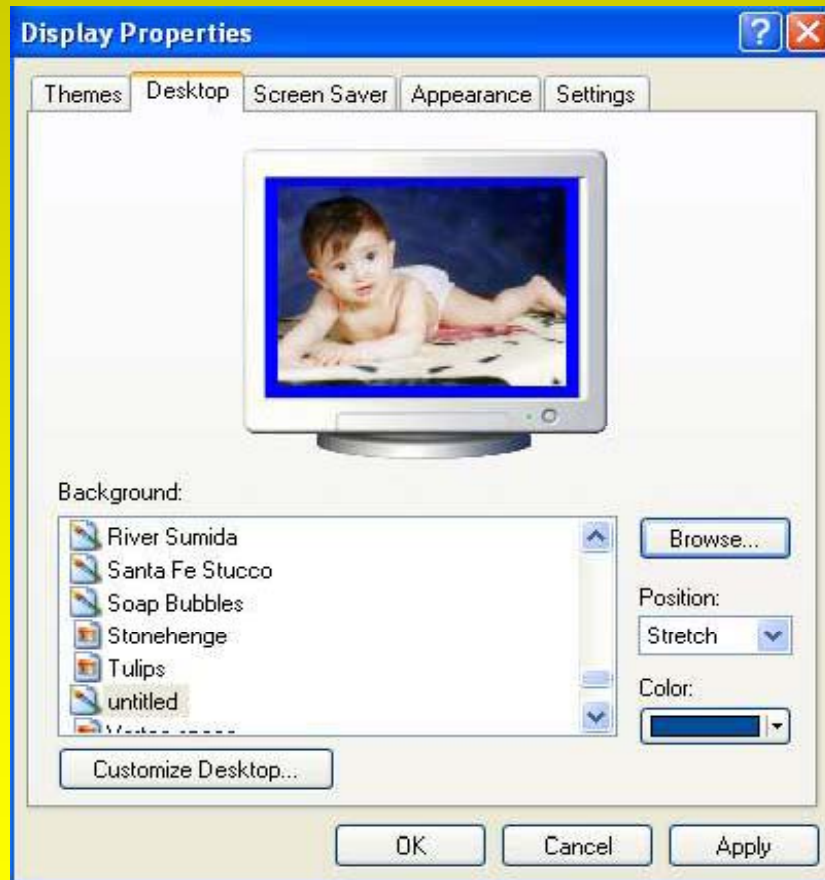 Display Properties
Themes Desktop Screen Saver Appearance Settings
Background:
River Sumida
Santa Fe Stucco
Soap Bubbles
Stonehenge
Tulips
untitled
Browse...
Position:
Stretch
Color:
Customize Desktop...
OK Cancel Apply